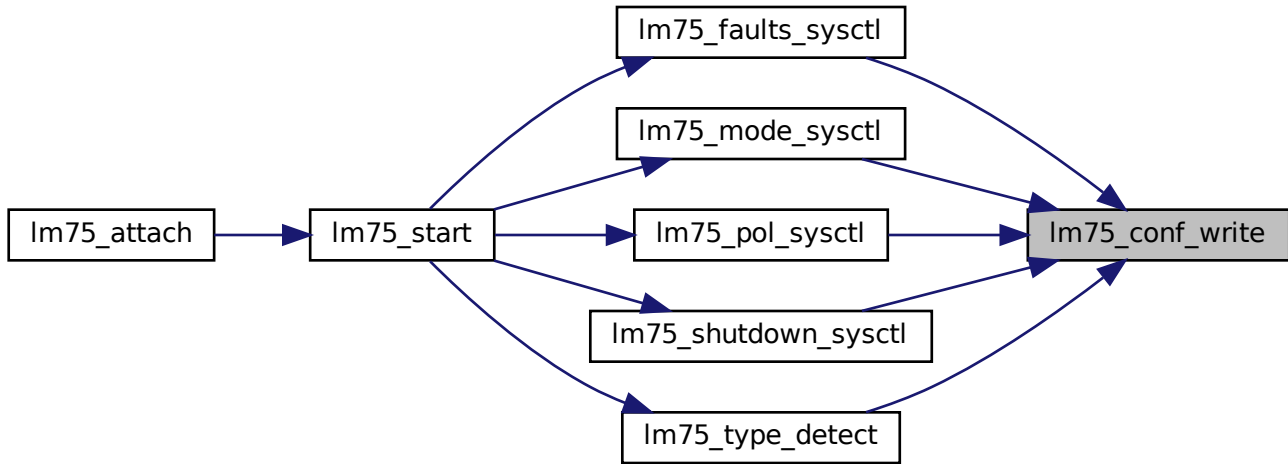 lm75_faults_sysctl
lm75_mode_sysctl
lm75_attach
lm75_start
lm75_pol_sysctl
lm75_conf_write
lm75_shutdown_sysctl
lm75_type_detect